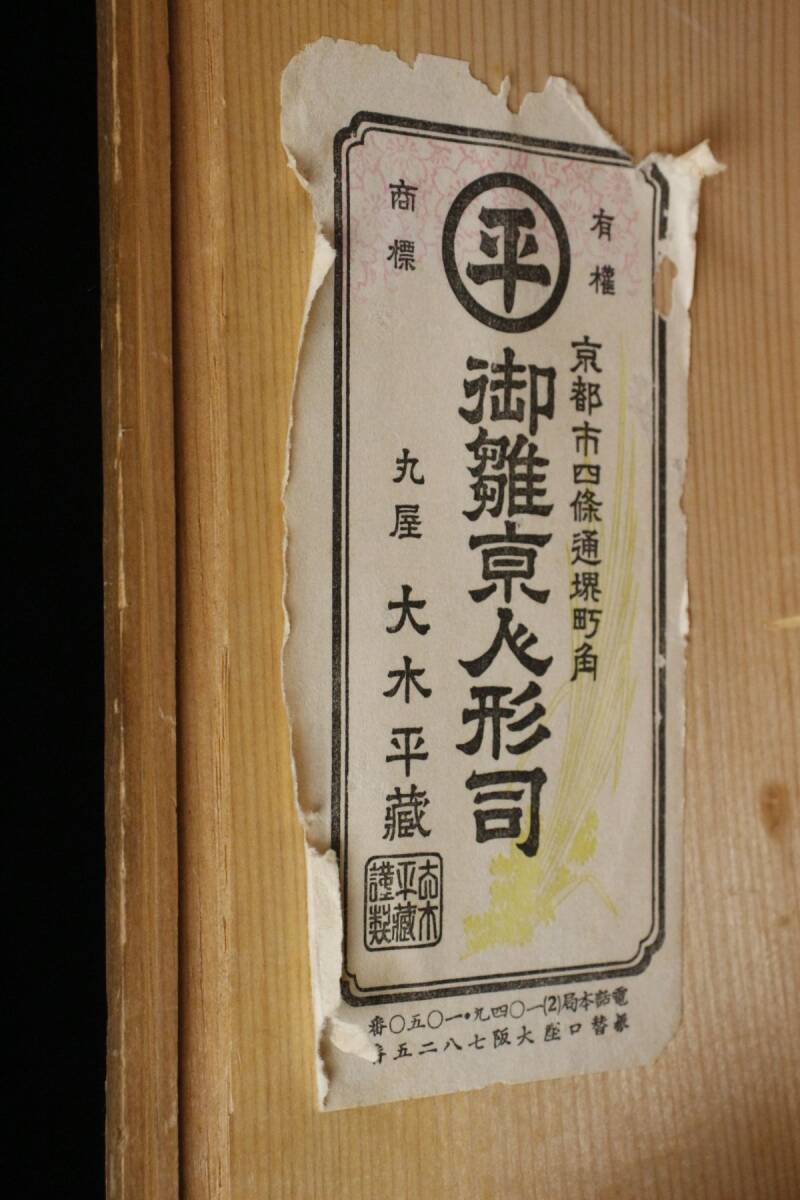 有權
㊤平
商標
京都市四條通堺町角
御雛京人形司
丸屋 大木平藏
大木
平藏
謹製
電話本局(2)一〇四九・一〇五〇番
振替口座大阪七八二五番